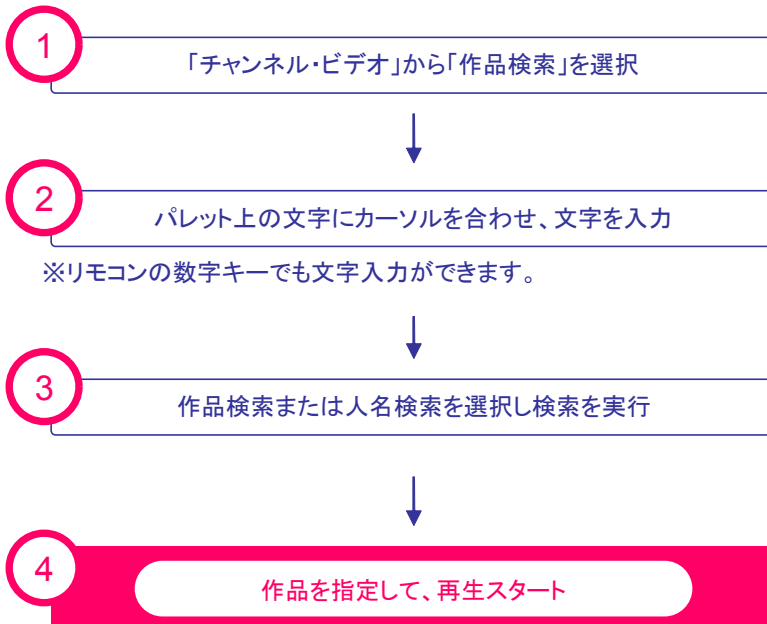 1
「チャンネル・ビデオ」から「作品検索」を選択
2
パレット上の文字にカーソルを合わせ、文字を入力
※リモコンの数字キーでも文字入力ができます。
3
作品検索または人名検索を選択し検索を実行
4
作品を指定して、再生スタート